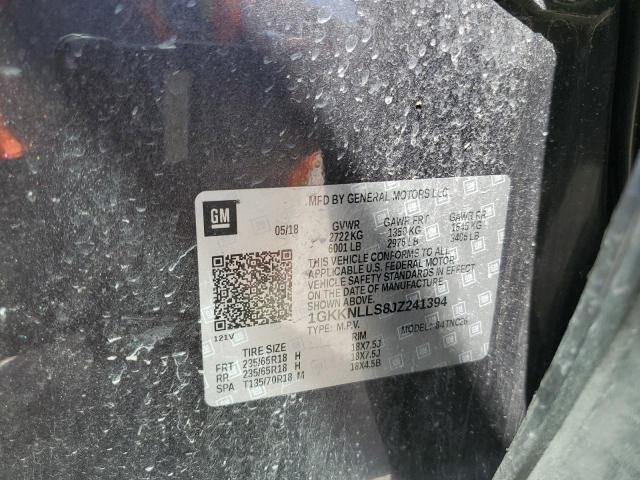 GM
MFD BY GENERAL MOTORS LLC
05/18 GVWR GAWR FRT GAWR RR
2722 KG 1350 KG 1545 KG
6001 LB 2976 LB 3406 LB
THIS VEHICLE CONFORMS TO ALL
APPLICABLE U.S. FEDERAL MOTOR
VEHICLE SAFETY STANDARDS IN EFFECT
ON THE DATE OF MANUFACTURE
SHOWN ABOVE.
1GKKNLLS8JZ241394
TYPE: M.P.V. MODEL: 84TNC26
121V
TIRE SIZE RIM
FRT 235/65R18 H 18X7.5J
RR 235/65R18 H 18X7.5J
SPA T135/70R18 M 18X4.5B